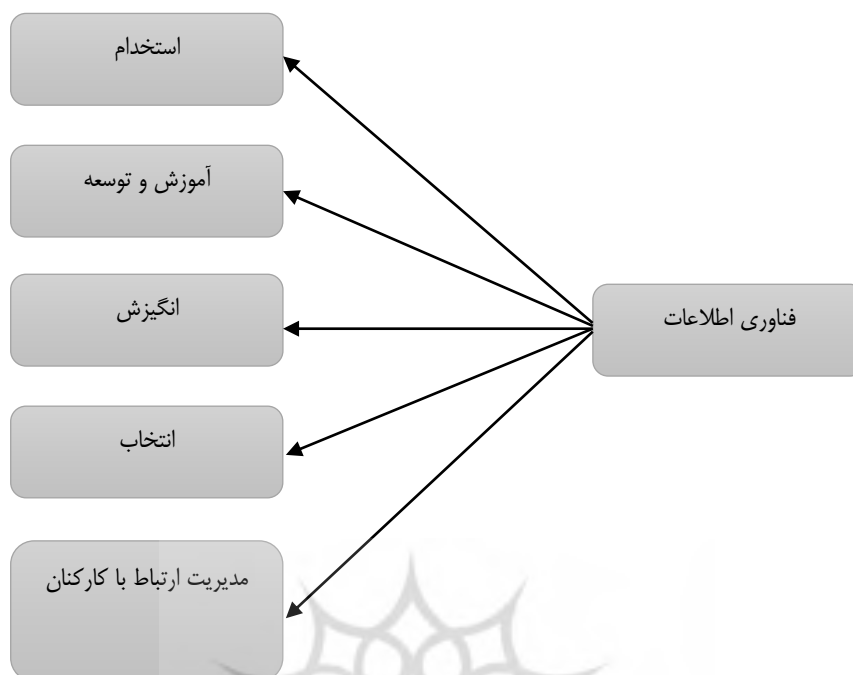 استخدام
آموزش و توسعه
انگیزش
فناوری اطلاعات
انتخاب
مدیریت ارتباط با کارکنان